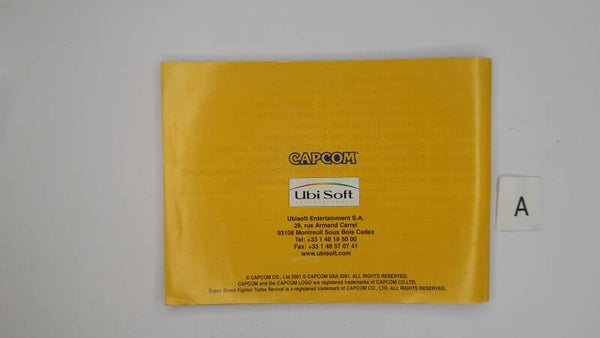 CAPCOM
Ubi Soft
ENTERTAINMENT
Ubisoft Entertainment S.A.
28, rue Armand Carrel
93108 Montreuil Sous Bois Cedex
Tel: +33 1 48 18 50 00
Fax: +33 1 48 57 07 41
www.ubisoft.com
© CAPCOM CO., Ltd 2001 © CAPCOM USA 2001. ALL RIGHTS RESERVED.
CAPCOM and the CAPCOM LOGO are registered trademarks of CAPCOM CO.LTD.
Super Street Fighter Turbo Revival is a registered trademark of CAPCOM CO., LTD. ALL RIGHTS RESERVED.
A